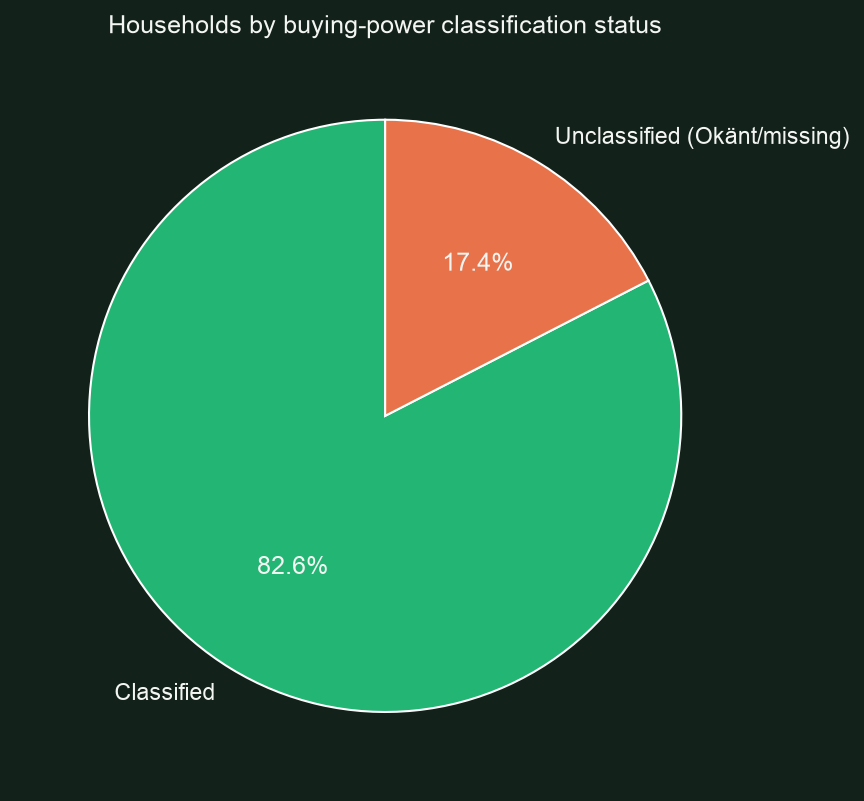 Households by buying-power classification status
Unclassified (Okänt/missing)
17.4%
82.6%
Classified